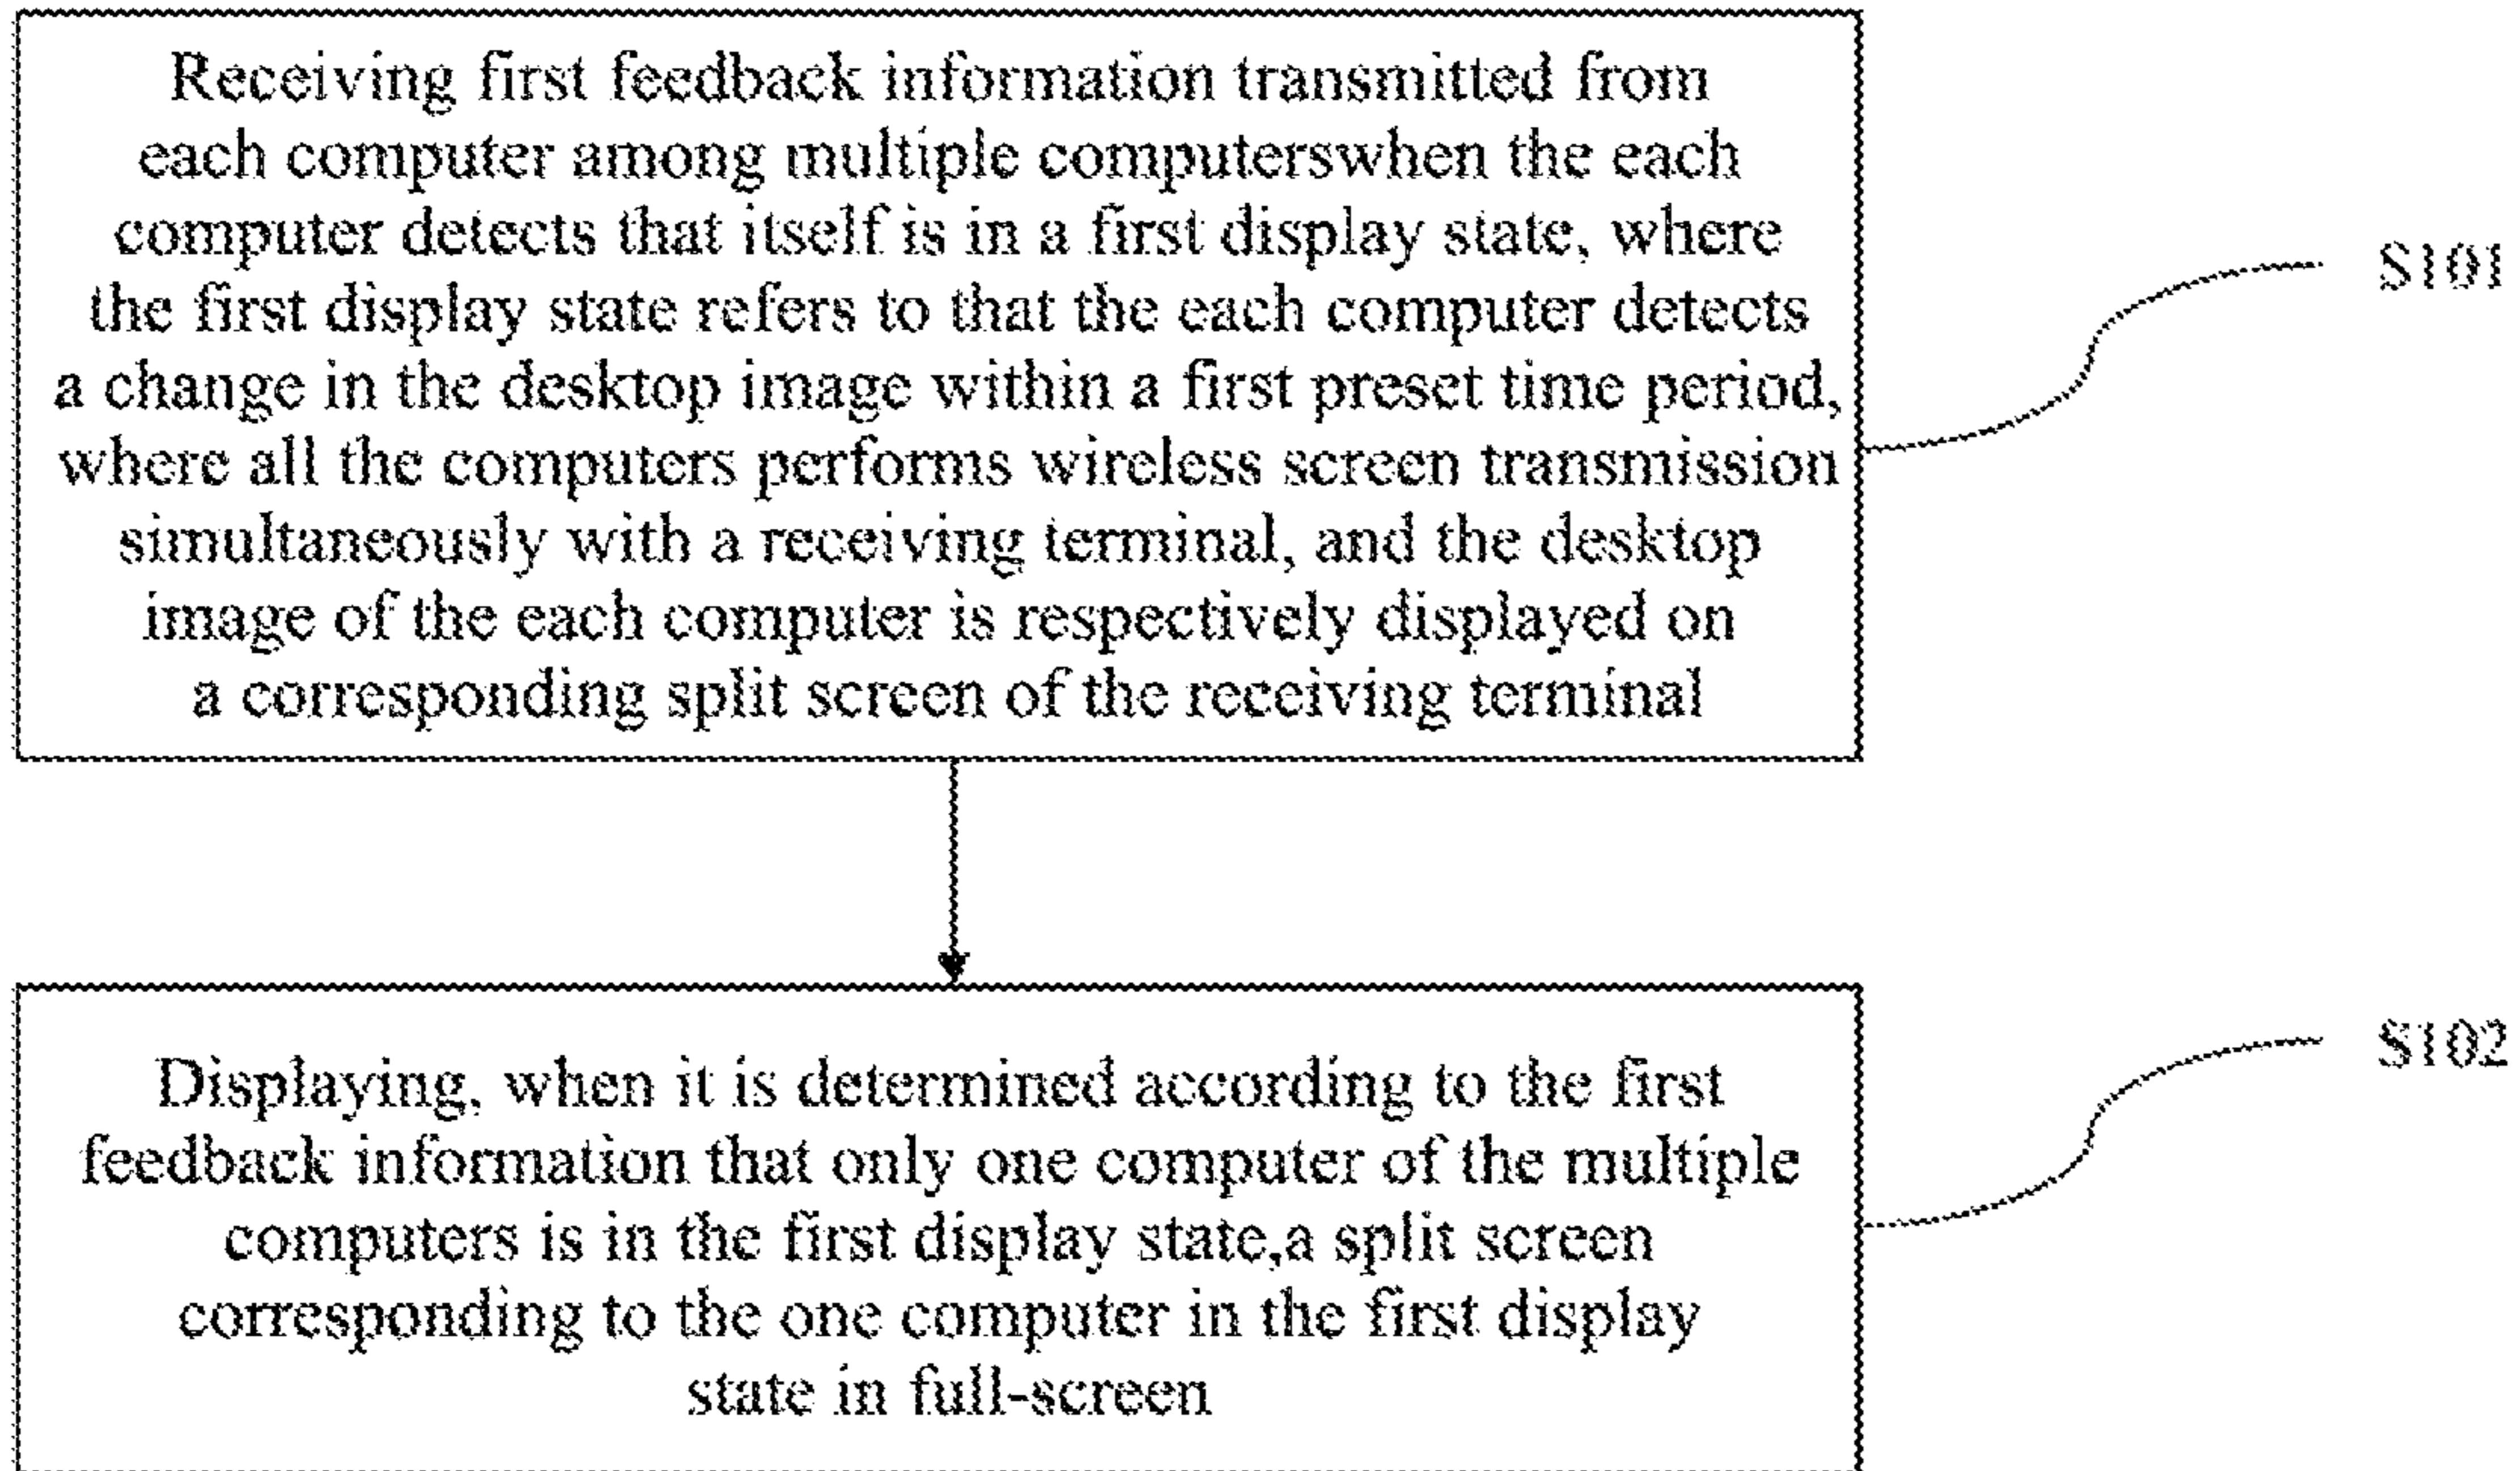 Receiving first feedback information transmitted from
each computer among multiple computerswhen the each
computer detects that itself is in a first display state, where
the first display state refers to that the each computer detects
a change in the desktop image within a first preset time period,
where all the computers performs wireless screen transmission
simultaneously with a receiving terminal, and the desktop
image of the each computer is respectively displayed on
a corresponding split screen of the receiving terminal
S101
Displaying, when it is determined according to the first
feedback information that only one computer of the multiple
computers is in the first display state,a split screen
corresponding to the one computer in the first display
state in full-screen
S102